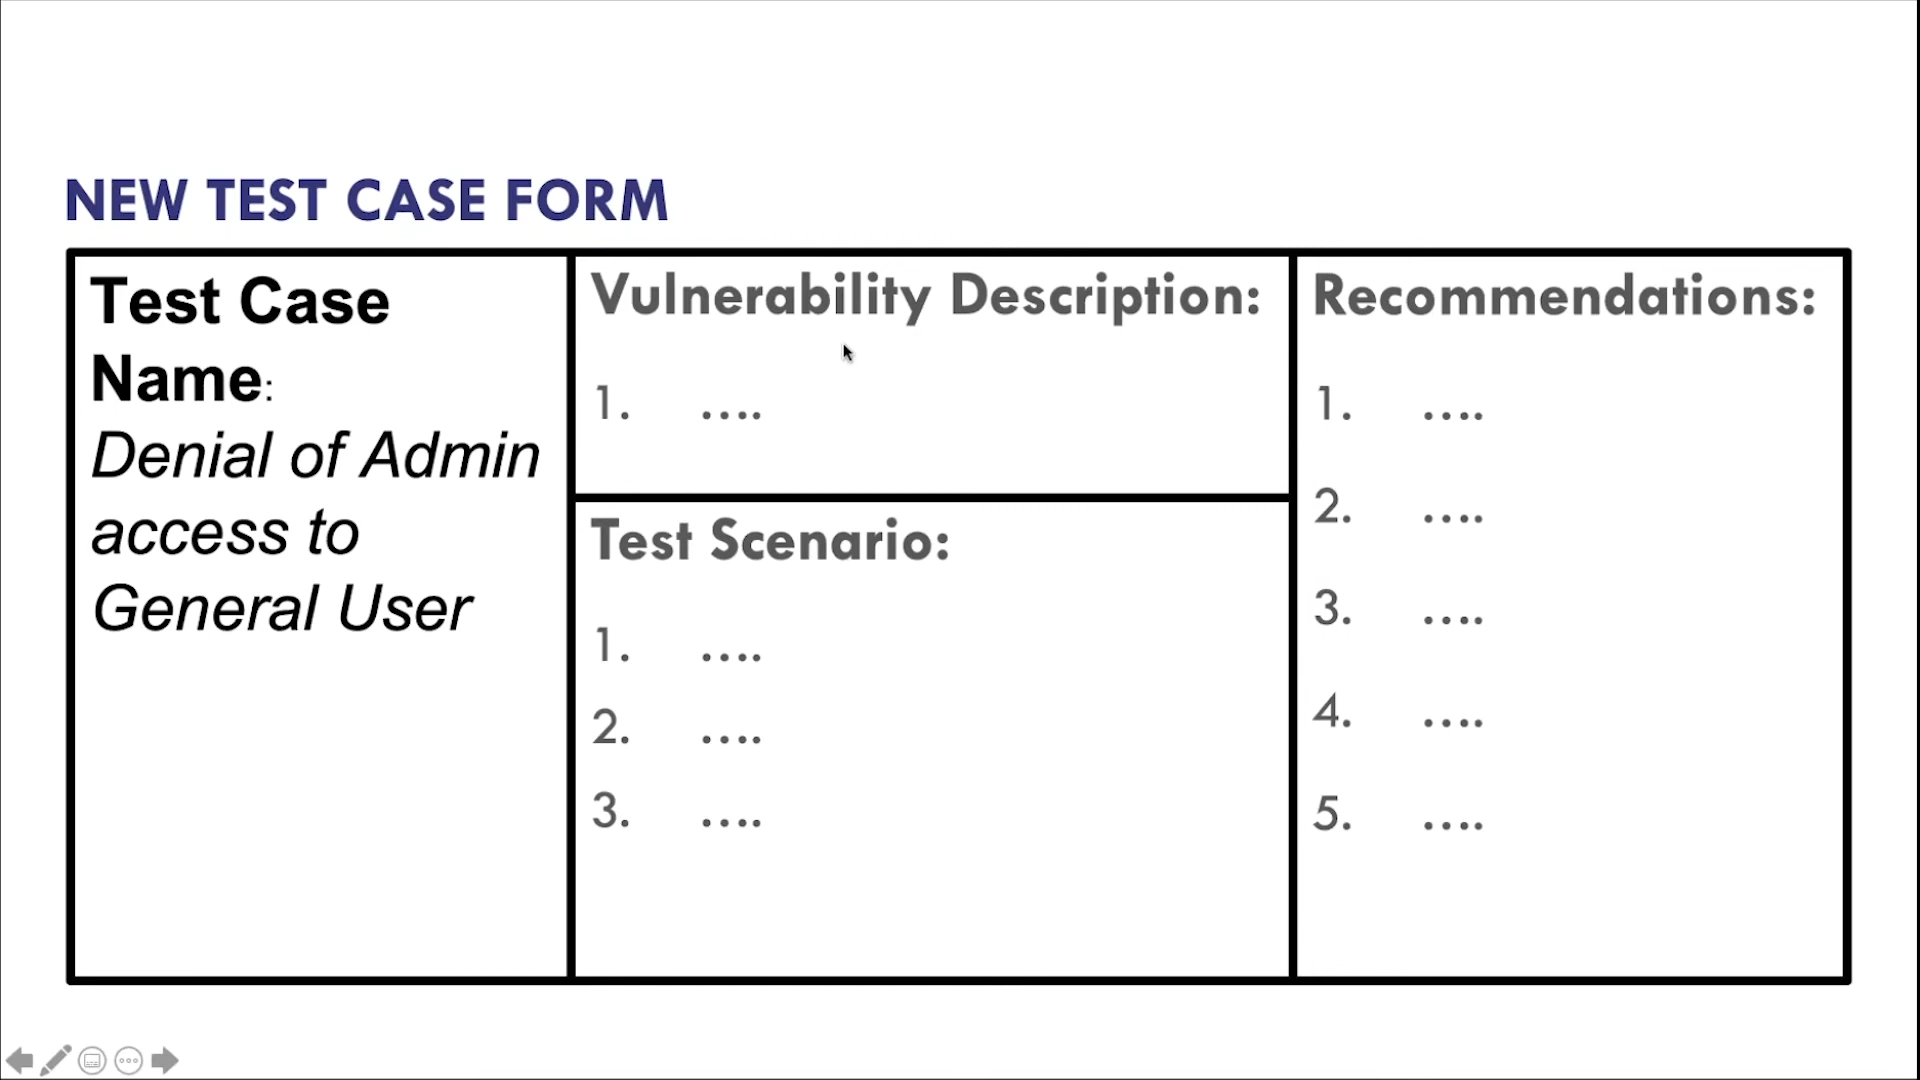 NEW TEST CASE FORM
Test Case
Name:
Denial of Admin
access to
General User
Vulnerability Description:
1. ....
Test Scenario:
1. ....
2. ....
3. ....
Recommendations:
1. ....
2. ....
3. ....
4. ....
5. ....